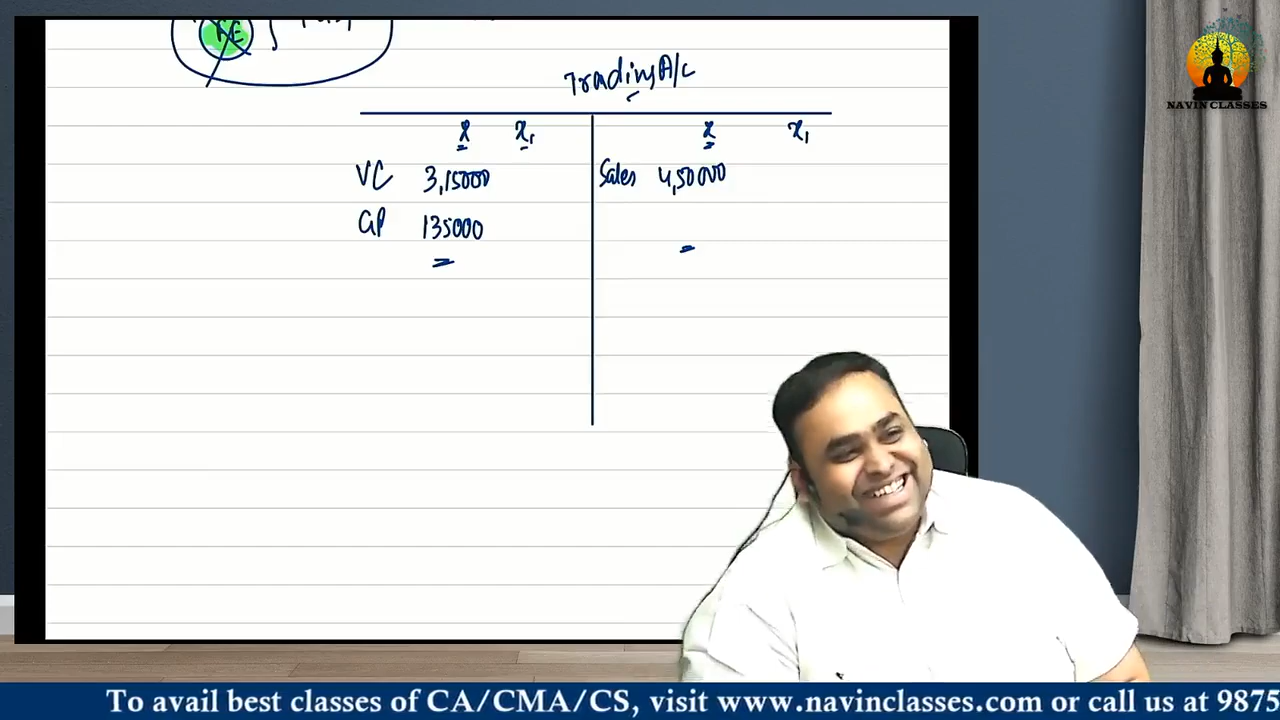 Trading A/c
X X1 X X1
VC 3,15000 Sales 4,50000
GP 135000
NAVIN CLASSES
To avail best classes of CA/CMA/CS, visit www.navinclasses.com or call us at 9875